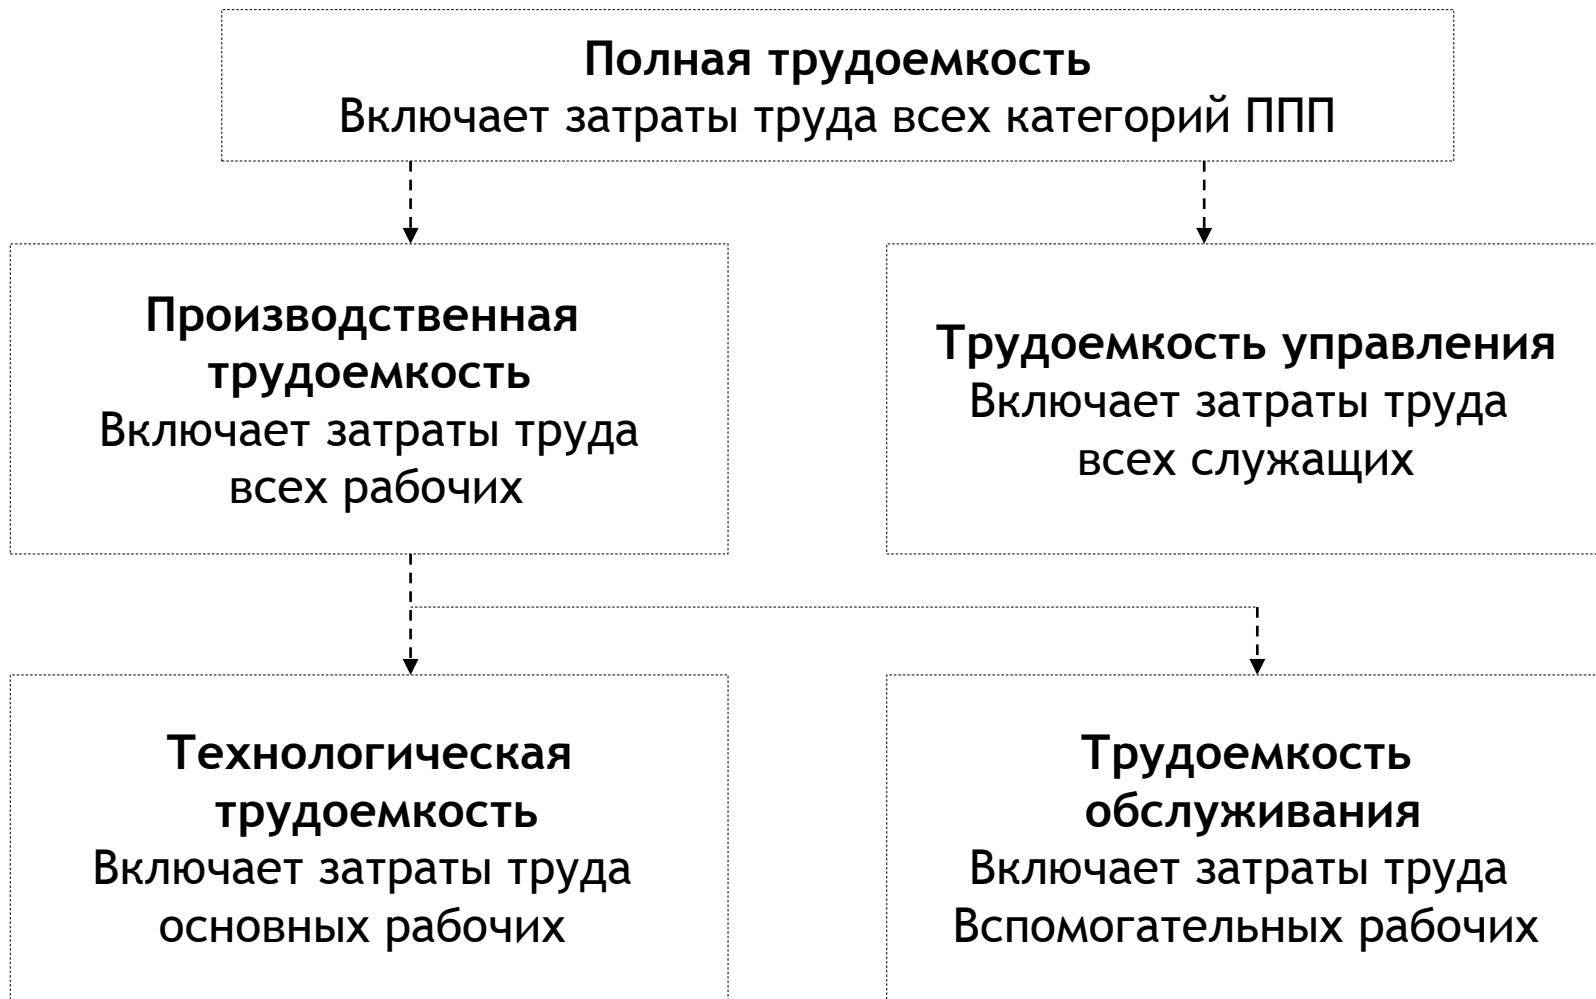 Полная трудоемкость
Включает затраты труда всех категорий ППП
Производственная
трудоемкость
Включает затраты труда
всех рабочих
Трудоемкость управления
Включает затраты труда
всех служащих
Технологическая
трудоемкость
Включает затраты труда
основных рабочих
Трудоемкость
обслуживания
Включает затраты труда
Вспомогательных рабочих